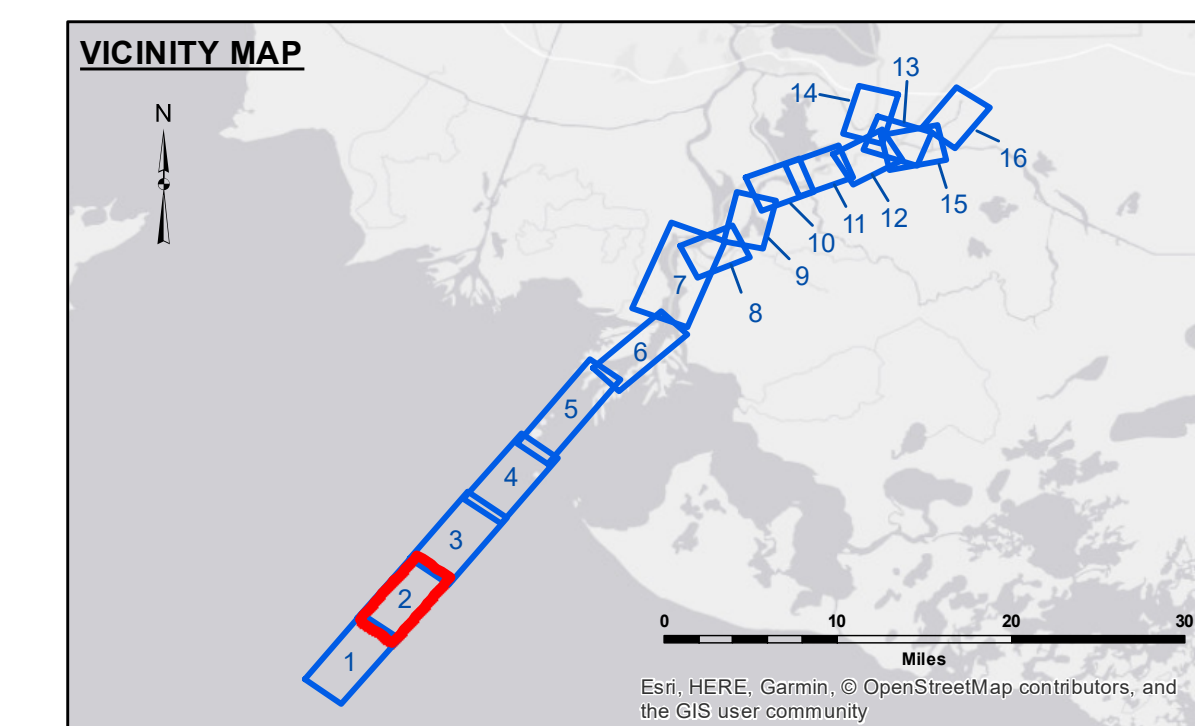 VICINITY MAP
N
13
14
16
15
12
11
10
9
8
7
6
5
4
3
2
1
0 10 20 30
Miles
Esri, HERE, Garmin, © OpenStreetMap contributors, and
the GIS user community